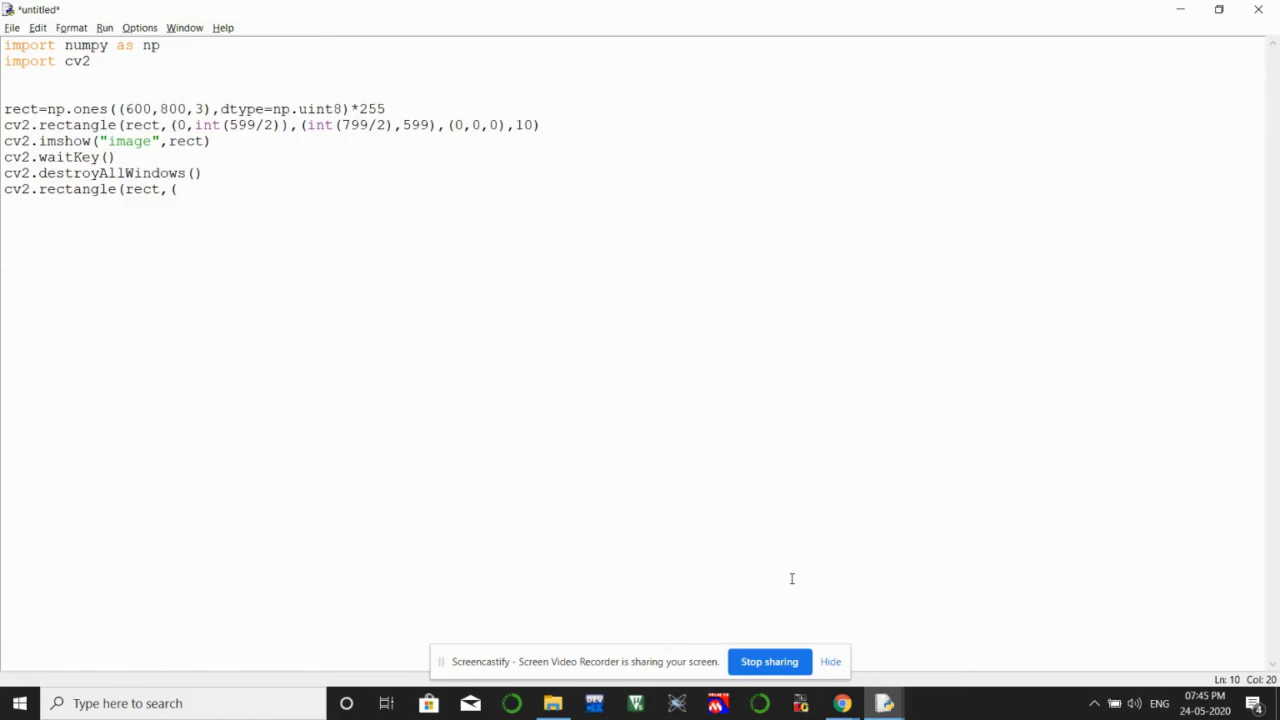 *untitled*
File Edit Format Run Options Window Help
import numpy as np
import cv2
rect=np.ones((600,800,3),dtype=np.uint8)*255
cv2.rectangle(rect,(0,int(599/2)),(int(799/2),599),(0,0,0),10)
cv2.imshow("image",rect)
cv2.waitKey()
cv2.destroyAllWindows()
cv2.rectangle(rect,(
Screencastify - Screen Video Recorder is sharing your screen. Stop sharing Hide
Ln: 10 Col: 20
Type here to search
DEV
ENG
07:45 PM
24-05-2020
4